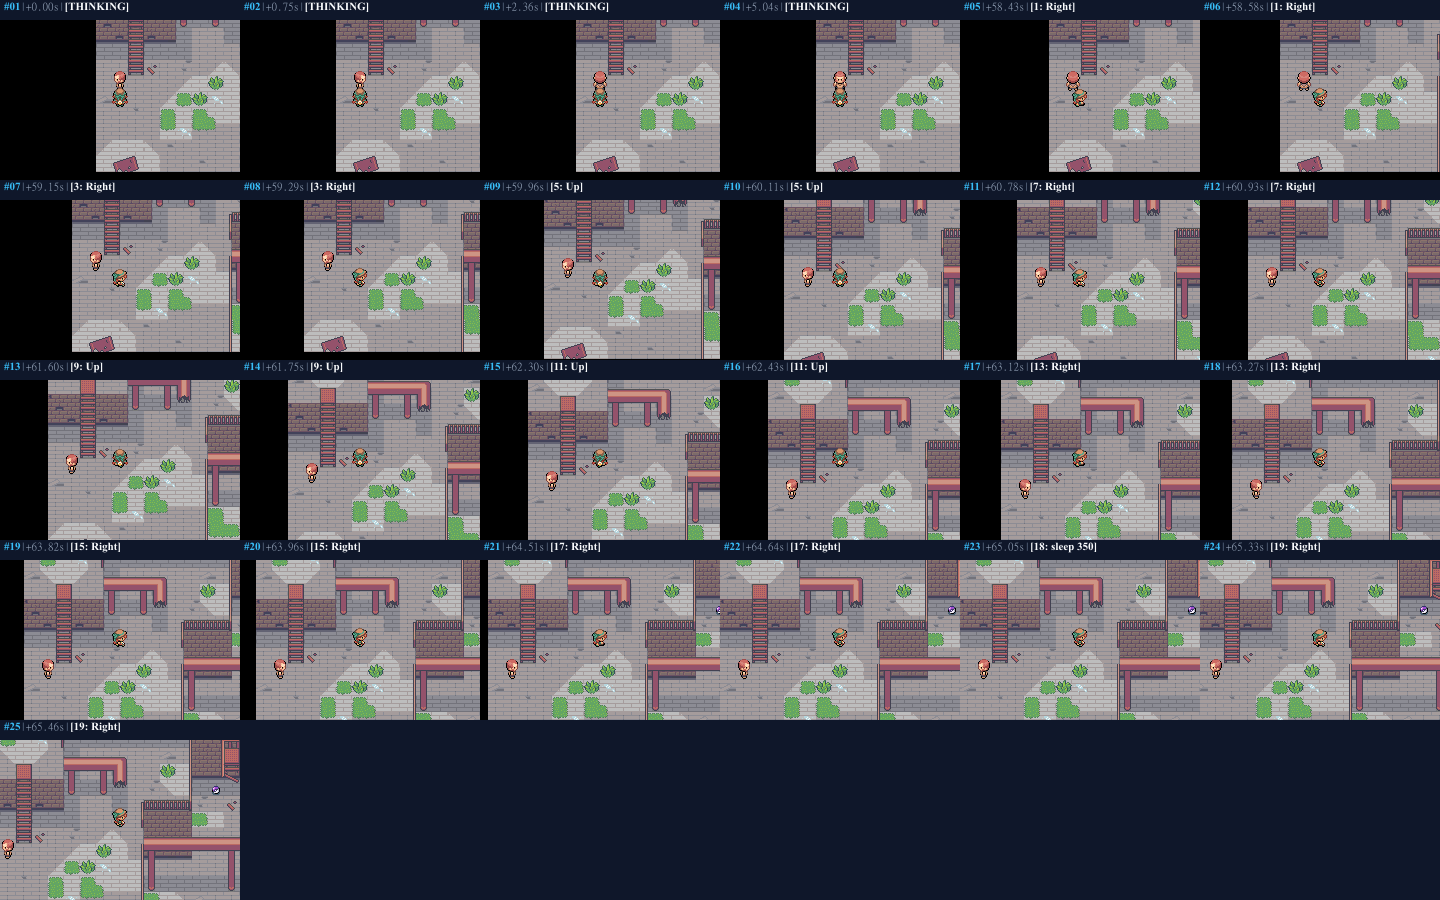 #01 | +0.00s | [THINKING]
#02 | +0.75s | [THINKING]
#03 | +2.36s | [THINKING]
#04 | +5.04s | [THINKING]
#05 | +58.43s | [1: Right]
#06 | +58.58s | [1: Right]
#07 | +59.15s | [3: Right]
#08 | +59.29s | [3: Right]
#09 | +59.96s | [5: Up]
#10 | +60.11s | [5: Up]
#11 | +60.78s | [7: Right]
#12 | +60.93s | [7: Right]
#13 | +61.60s | [9: Up]
#14 | +61.75s | [9: Up]
#15 | +62.30s | [11: Up]
#16 | +62.43s | [11: Up]
#17 | +63.12s | [13: Right]
#18 | +63.27s | [13: Right]
#19 | +63.82s | [15: Right]
#20 | +63.96s | [15: Right]
#21 | +64.51s | [17: Right]
#22 | +64.64s | [17: Right]
#23 | +65.05s | [18: sleep 350]
#24 | +65.33s | [19: Right]
#25 | +65.46s | [19: Right]